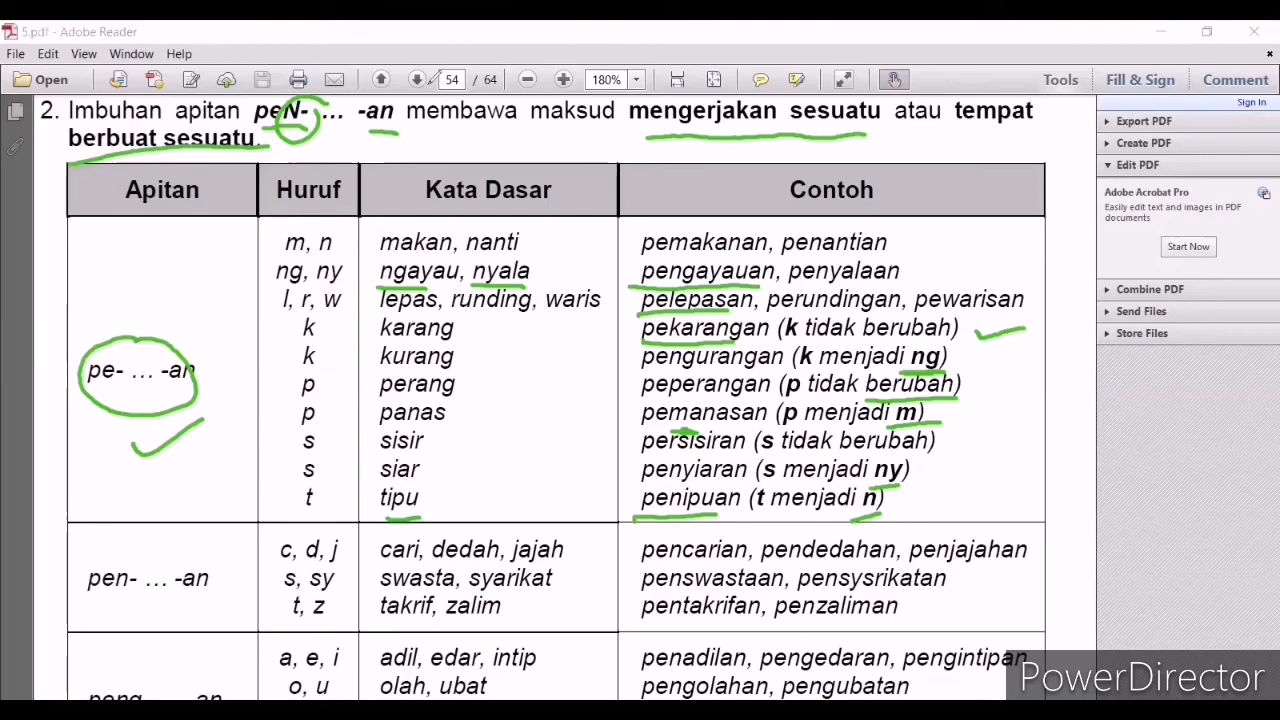 5.pdf - Adobe Reader
File Edit View Window Help
Open 54 / 64 180% Tools Fill & Sign Comment
Sign In
Export PDF
Create PDF
Edit PDF
Adobe Acrobat Pro
Easily edit text and images in PDF
documents
Start Now
Combine PDF
Send Files
Store Files
2. Imbuhan apitan peN- ... -an membawa maksud mengerjakan sesuatu atau tempat
berbuat sesuatu.
Apitan Huruf Kata Dasar Contoh
m, n makan, nanti pemakanan, penantian
ng, ny ngayau, nyala pengayauan, penyalaan
l, r, w lepas, runding, waris pelepasan, perundingan, pewarisan
k karang pekarangan (k tidak berubah)
k kurang pengurangan (k menjadi ng)
pe- ... -an
p perang peperangan (p tidak berubah)
p panas pemanasan (p menjadi m)
s sisir persisiran (s tidak berubah)
s siar penyiaran (s menjadi ny)
t tipu penipuan (t menjadi n)
c, d, j cari, dedah, jajah pencarian, pendedahan, penjajahan
pen- ... -an s, sy swasta, syarikat penswastaan, pensysrikatan
t, z takrif, zalim pentakrifan, penzaliman
a, e, i adil, edar, intip penadilan, pengedaran, pengintipan
o, u olah, ubat pengolahan, pengubatan
PowerDirector